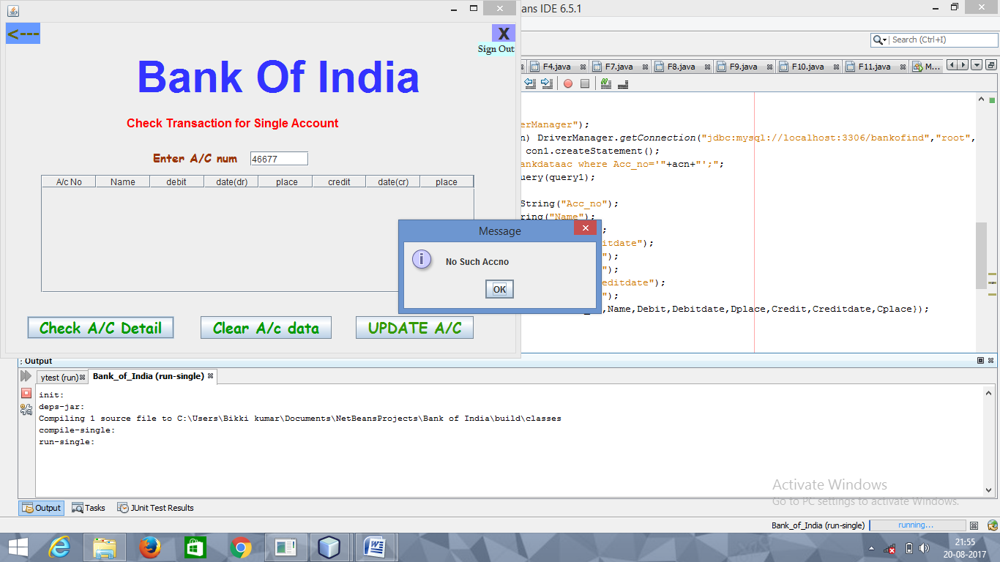 ans IDE 6.5.1
<---
X
Sign Out
Search (Ctrl+I)
Bank Of India
F4.java
F7.java
F8.java
F9.java
F10.java
F11.java
M...
Check Transaction for Single Account
Enter A/C num 46677
A/c No Name debit date(dr) place credit date(cr) place
erManager");
n) DriverManager.getConnection("jdbc:mysql://localhost:3306/bankofind","root",
con1.createStatement();
ankdataac where Acc_no='"+acn+"';";
uery(query1);
String("Acc_no");
ring("Name");
;
itdate");
");
");
editdate");
");
,Name,Debit,Debitdate,Dplace,Credit,Creditdate,Cplace});
Message
No Such Accno
OK
Check A/C Detail
Clear A/c data
UPDATE A/C
: Output
ytest (run)
Bank_of_India (run-single)
init:
deps-jar:
Compiling 1 source file to C:\Users\Bikki kumar\Documents\NetBeansProjects\Bank of India\build\classes
compile-single:
run-single:
Activate Windows
Go to PC settings to activate Windows.
Output
Tasks
JUnit Test Results
Bank_of_India (run-single)
running...
21:55
20-08-2017